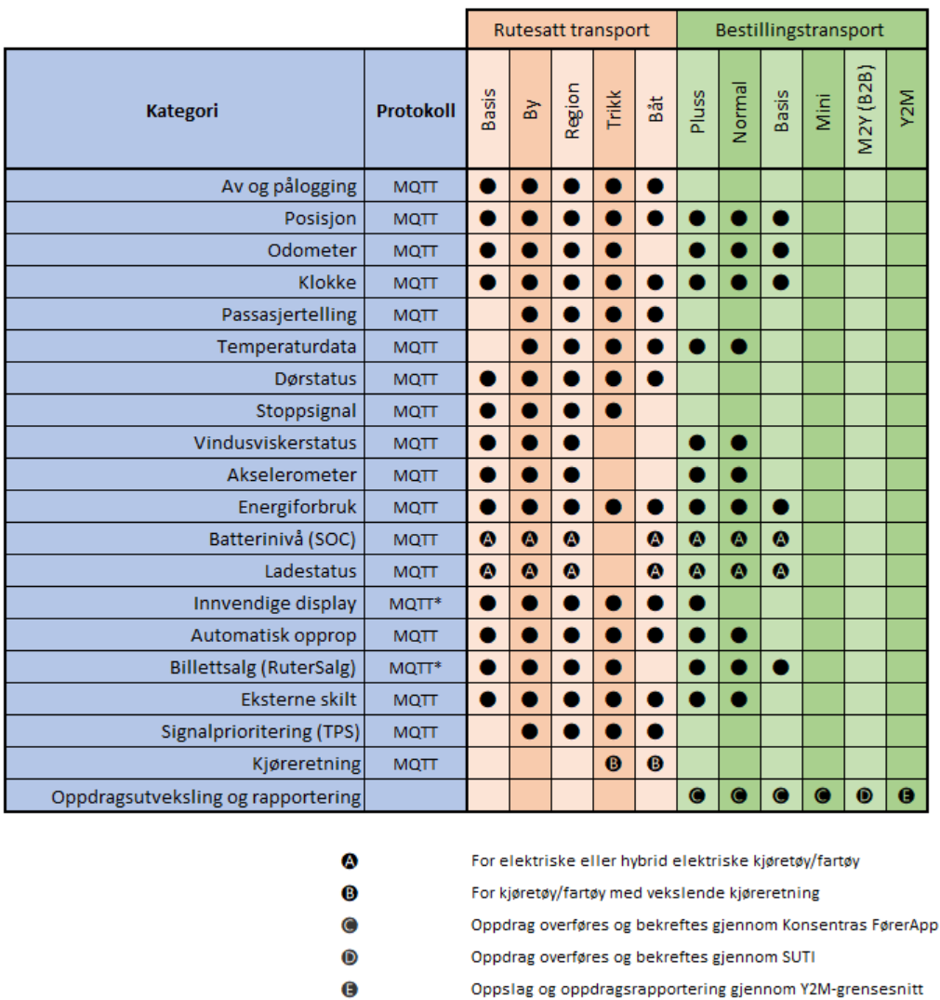 Rutesatt transport Bestillingstransport
Kategori Protokoll Basis By Region Trikk Båt Pluss Normal Basis Mini M2Y (B2B) Y2M
Av og pålogging MQTT ● ● ● ● ●
Posisjon MQTT ● ● ● ● ● ● ● ●
Odometer MQTT ● ● ● ● ● ● ●
Klokke MQTT ● ● ● ● ● ● ● ●
Passasjertelling MQTT ● ● ● ●
Temperaturdata MQTT ● ● ● ● ● ●
Dørstatus MQTT ● ● ● ● ●
Stoppsignal MQTT ● ● ● ●
Vindusviskerstatus MQTT ● ● ● ● ●
Akselerometer MQTT ● ● ● ● ●
Energiforbruk MQTT ● ● ● ● ● ● ● ●
Batterinivå (SOC) MQTT A A A A A A A
Ladestatus MQTT A A A A A A A
Innvendige display MQTT* ● ● ● ● ● ●
Automatisk opprop MQTT ● ● ● ● ● ● ●
Billettsalg (RuterSalg) MQTT* ● ● ● ● ● ● ●
Eksterne skilt MQTT ● ● ● ● ● ● ●
Signalprioritering (TPS) MQTT ● ● ● ●
Kjøreretning MQTT B B
Oppdragsutveksling og rapportering C C C C D E
A For elektriske eller hybrid elektriske kjøretøy/fartøy
B For kjøretøy/fartøy med vekslende kjøreretning
C Oppdrag overføres og bekreftes gjennom Konsentras FørerApp
D Oppdrag overføres og bekreftes gjennom SUTI
E Oppslag og oppdragsrapportering gjennom Y2M-grensesnitt